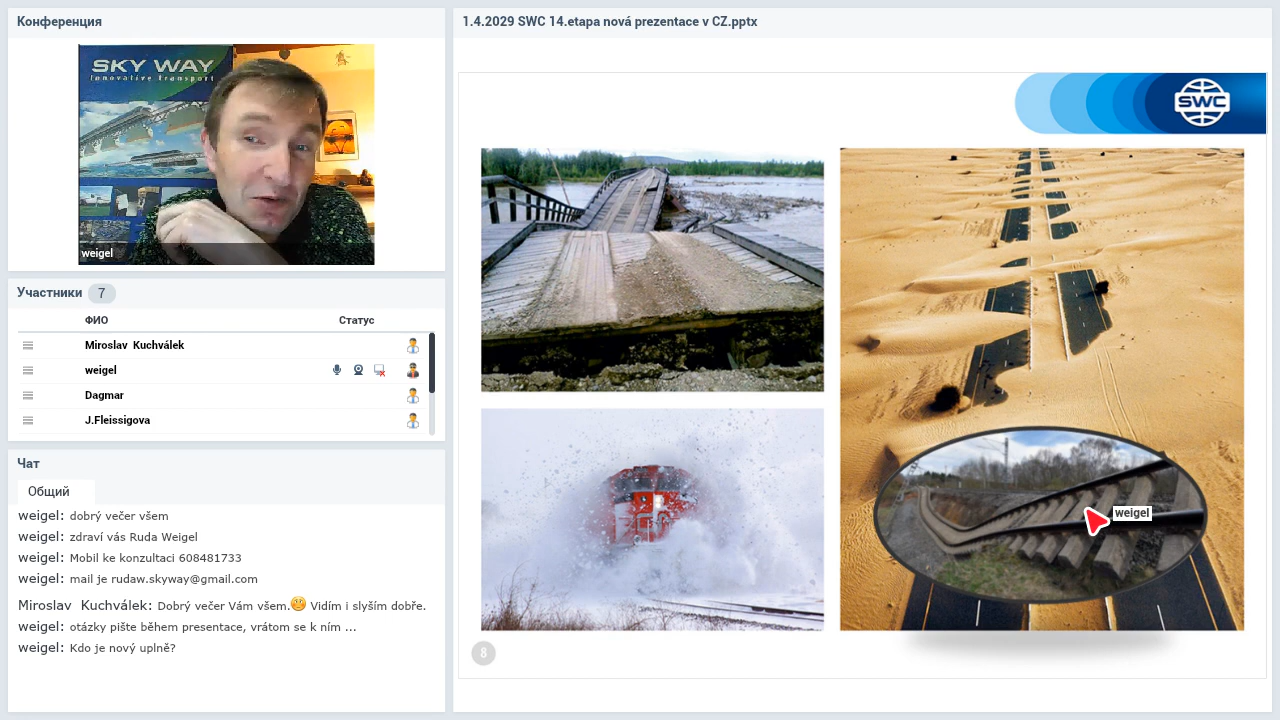 Конференция
SKY WAY
Innovative Transport
weigel
Участники 7
ФИО Статус
Miroslav Kuchválek
weigel
Dagmar
J.Fleissigova
Чат
Общий
weigel: dobrý večer všem
weigel: zdraví vás Ruda Weigel
weigel: Mobil ke konzultaci 608481733
weigel: mail je rudaw.skyway@gmail.com
Miroslav Kuchválek: Dobrý večer Vám všem. Vidím i slyším dobře.
weigel: otázky pište během presentace, vrátom se k ním ...
weigel: Kdo je nový uplně?
1.4.2029 SWC 14.etapa nová prezentace v CZ.pptx
SWC
weigel
8